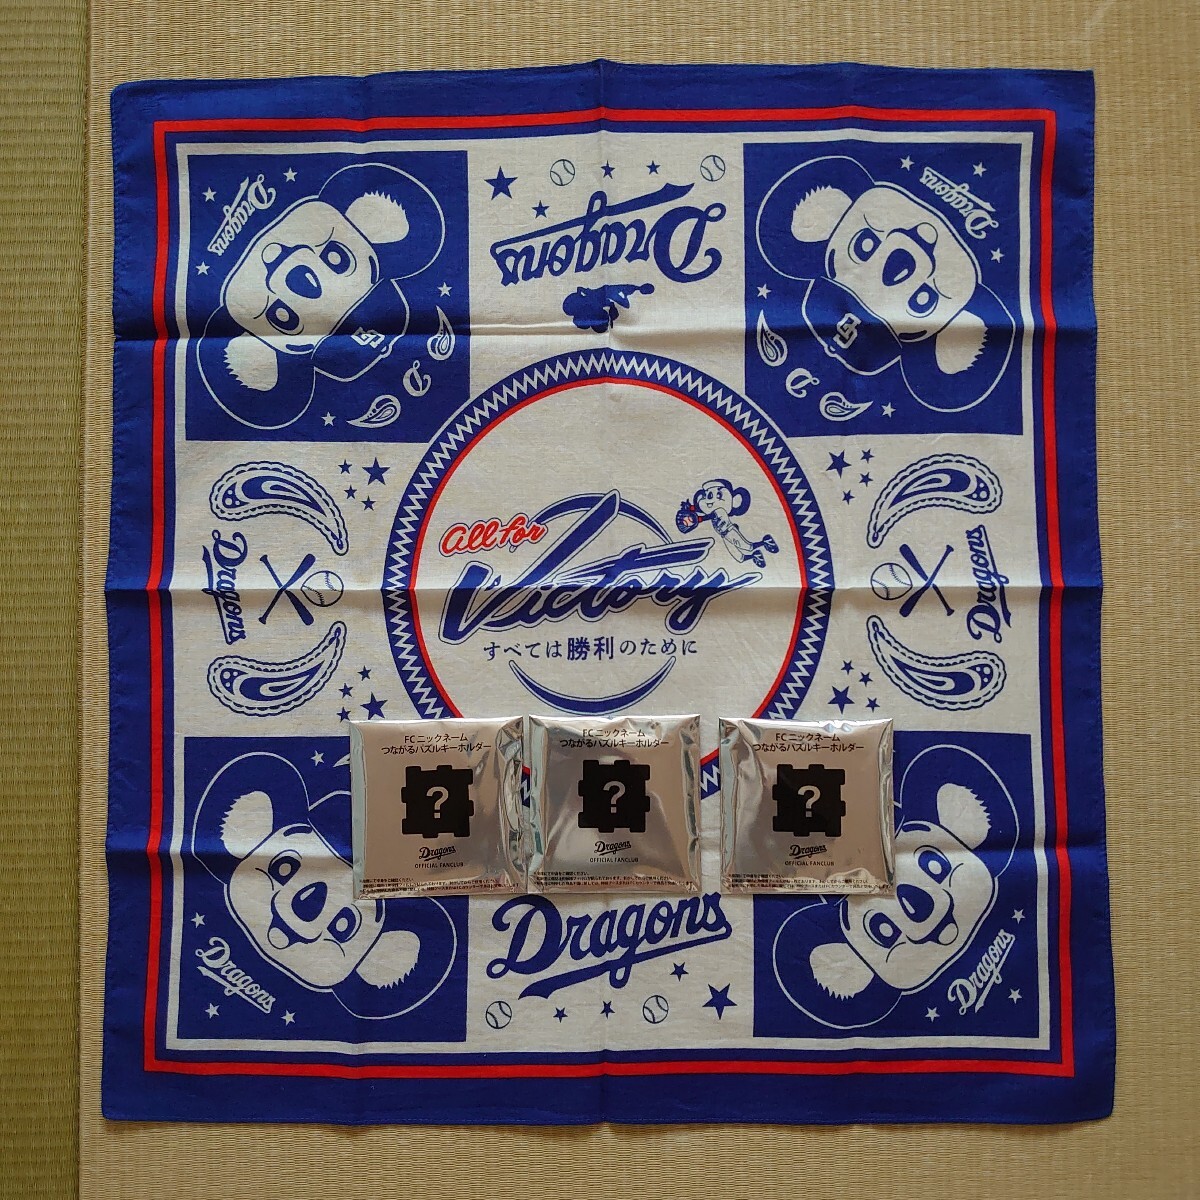 Dragons
Dragons
Dragons
D
D
Dragons
Dragons
All for
Victory
すべては勝利のために
FCニックネーム
つながるパズルキーホルダー
?
Dragons
OFFICIAL FANCLUB
FCニックネーム
つながるパズルキーホルダー
?
Dragons
OFFICIAL FANCLUB
FCニックネーム
つながるパズルキーホルダー
?
Dragons
OFFICIAL FANCLUB
Dragons
Dragons
Dragons